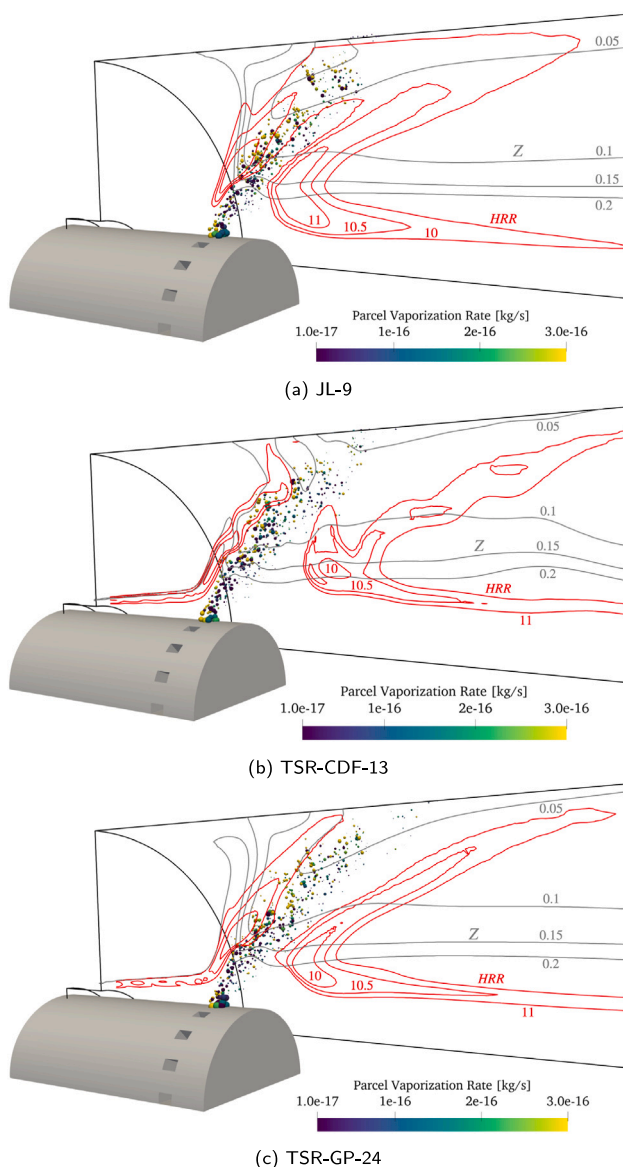 0.05
0.1
Z
0.15
0.2
HRR
11
10.5
10
Parcel Vaporization Rate [kg/s]
1.0e-17 1e-16 2e-16 3.0e-16
(a) JL-9
0.05
0.1
Z
0.15
10
0.2
10.5
HRR
11
Parcel Vaporization Rate [kg/s]
1.0e-17 1e-16 2e-16 3.0e-16
(b) TSR-CDF-13
0.05
0.1
Z
0.15
0.2
10
HRR
10.5
11
Parcel Vaporization Rate [kg/s]
1.0e-17 1e-16 2e-16 3.0e-16
(c) TSR-GP-24